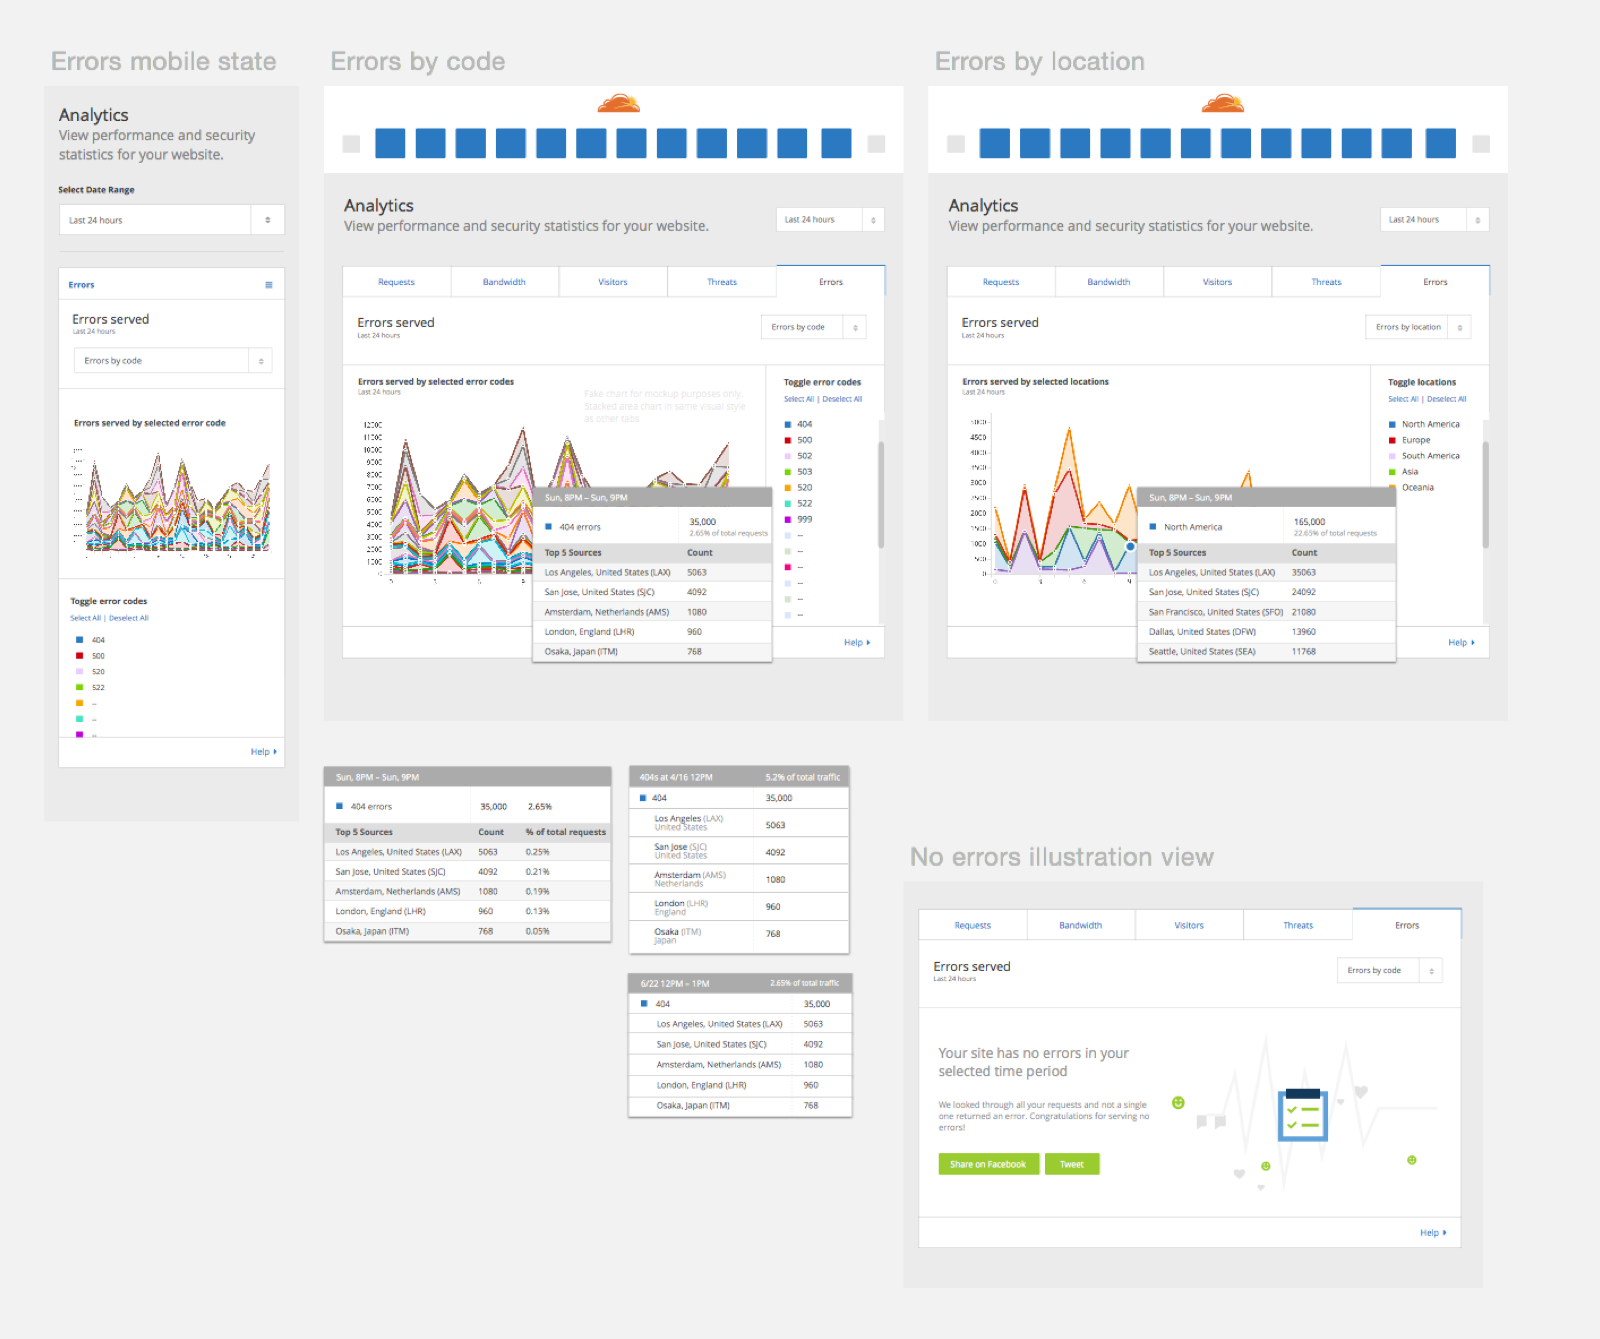 Errors mobile state
Analytics
View performance and security
statistics for your website.
Select Date Range
Last 24 hours
Errors
Errors served
Last 24 hours
Errors by code
Errors served by selected error code
Toggle error codes
Select All | Deselect All
404
500
520
522
--
--
--
Help
Errors by code
Analytics
View performance and security statistics for your website.
Last 24 hours
Requests
Bandwidth
Visitors
Threats
Errors
Errors served
Last 24 hours
Errors by code
Errors served by selected error codes
Last 24 hours
Fake chart for mockup purposes only.
Stacked area chart in same visual style
as other tabs
12000
11000
10000
9000
8000
7000
6000
5000
4000
3000
2000
1000
0
Toggle error codes
Select All | Deselect All
404
500
502
503
520
522
999
--
--
--
--
--
--
Sun, 8PM – Sun, 9PM
404 errors 35,000
2.65% of total requests
Top 5 Sources Count
Los Angeles, United States (LAX) 5063
San Jose, United States (SJC) 4092
Amsterdam, Netherlands (AMS) 1080
London, England (LHR) 960
Osaka, Japan (ITM) 768
Help
Errors by location
Analytics
View performance and security statistics for your website.
Last 24 hours
Requests
Bandwidth
Visitors
Threats
Errors
Errors served
Last 24 hours
Errors by location
Errors served by selected locations
Last 24 hours
5000
4500
4000
3500
3000
2500
2000
1500
1000
500
0
Toggle locations
Select All | Deselect All
North America
Europe
South America
Asia
Oceania
Sun, 8PM – Sun, 9PM
North America 165,000
22.65% of total requests
Top 5 Sources Count
Los Angeles, United States (LAX) 35063
San Jose, United States (SJC) 24092
San Francisco, United States (SFO) 21080
Dallas, United States (DFW) 13960
Seattle, United States (SEA) 11768
Help
Sun, 8PM – Sun, 9PM
404 errors 35,000 2.65%
Top 5 Sources Count % of total requests
Los Angeles, United States (LAX) 5063 0.25%
San Jose, United States (SJC) 4092 0.21%
Amsterdam, Netherlands (AMS) 1080 0.19%
London, England (LHR) 960 0.13%
Osaka, Japan (ITM) 768 0.05%
404s at 4/16 12PM 5.2% of total traffic
404 35,000
Los Angeles (LAX) 5063
United States
San Jose (SJC) 4092
United States
Amsterdam (AMS) 1080
Netherlands
London (LHR) 960
England
Osaka (ITM) 768
Japan
6/22 12PM – 1PM 2.65% of total traffic
404 35,000
Los Angeles, United States (LAX) 5063
San Jose, United States (SJC) 4092
Amsterdam, Netherlands (AMS) 1080
London, England (LHR) 960
Osaka, Japan (ITM) 768
No errors illustration view
Requests
Bandwidth
Visitors
Threats
Errors
Errors served
Last 24 hours
Errors by code
Your site has no errors in your
selected time period
We looked through all your requests and not a single
one returned an error. Congratulations for serving no
errors!
Share on Facebook
Tweet
Help